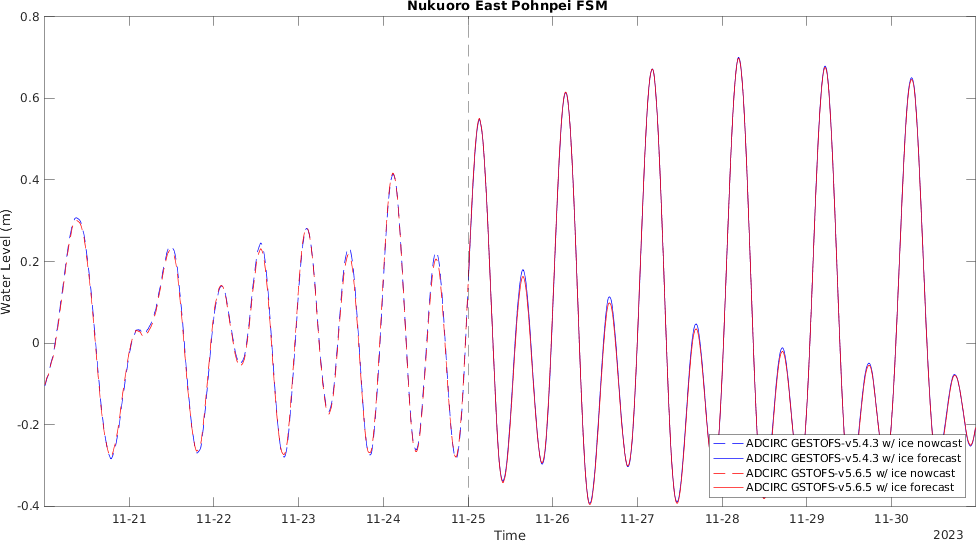 Nukuoro East Pohnpei FSM
0.8
0.6
0.4
0.2
0
-0.2
-0.4
Water Level (m)
ADCIRC GESTOFS-v5.4.3 w/ ice nowcast
ADCIRC GESTOFS-v5.4.3 w/ ice forecast
ADCIRC GSTOFS-v5.6.5 w/ ice nowcast
ADCIRC GSTOFS-v5.6.5 w/ ice forecast
11-21 11-22 11-23 11-24 11-25 11-26 11-27 11-28 11-29 11-30
Time
2023